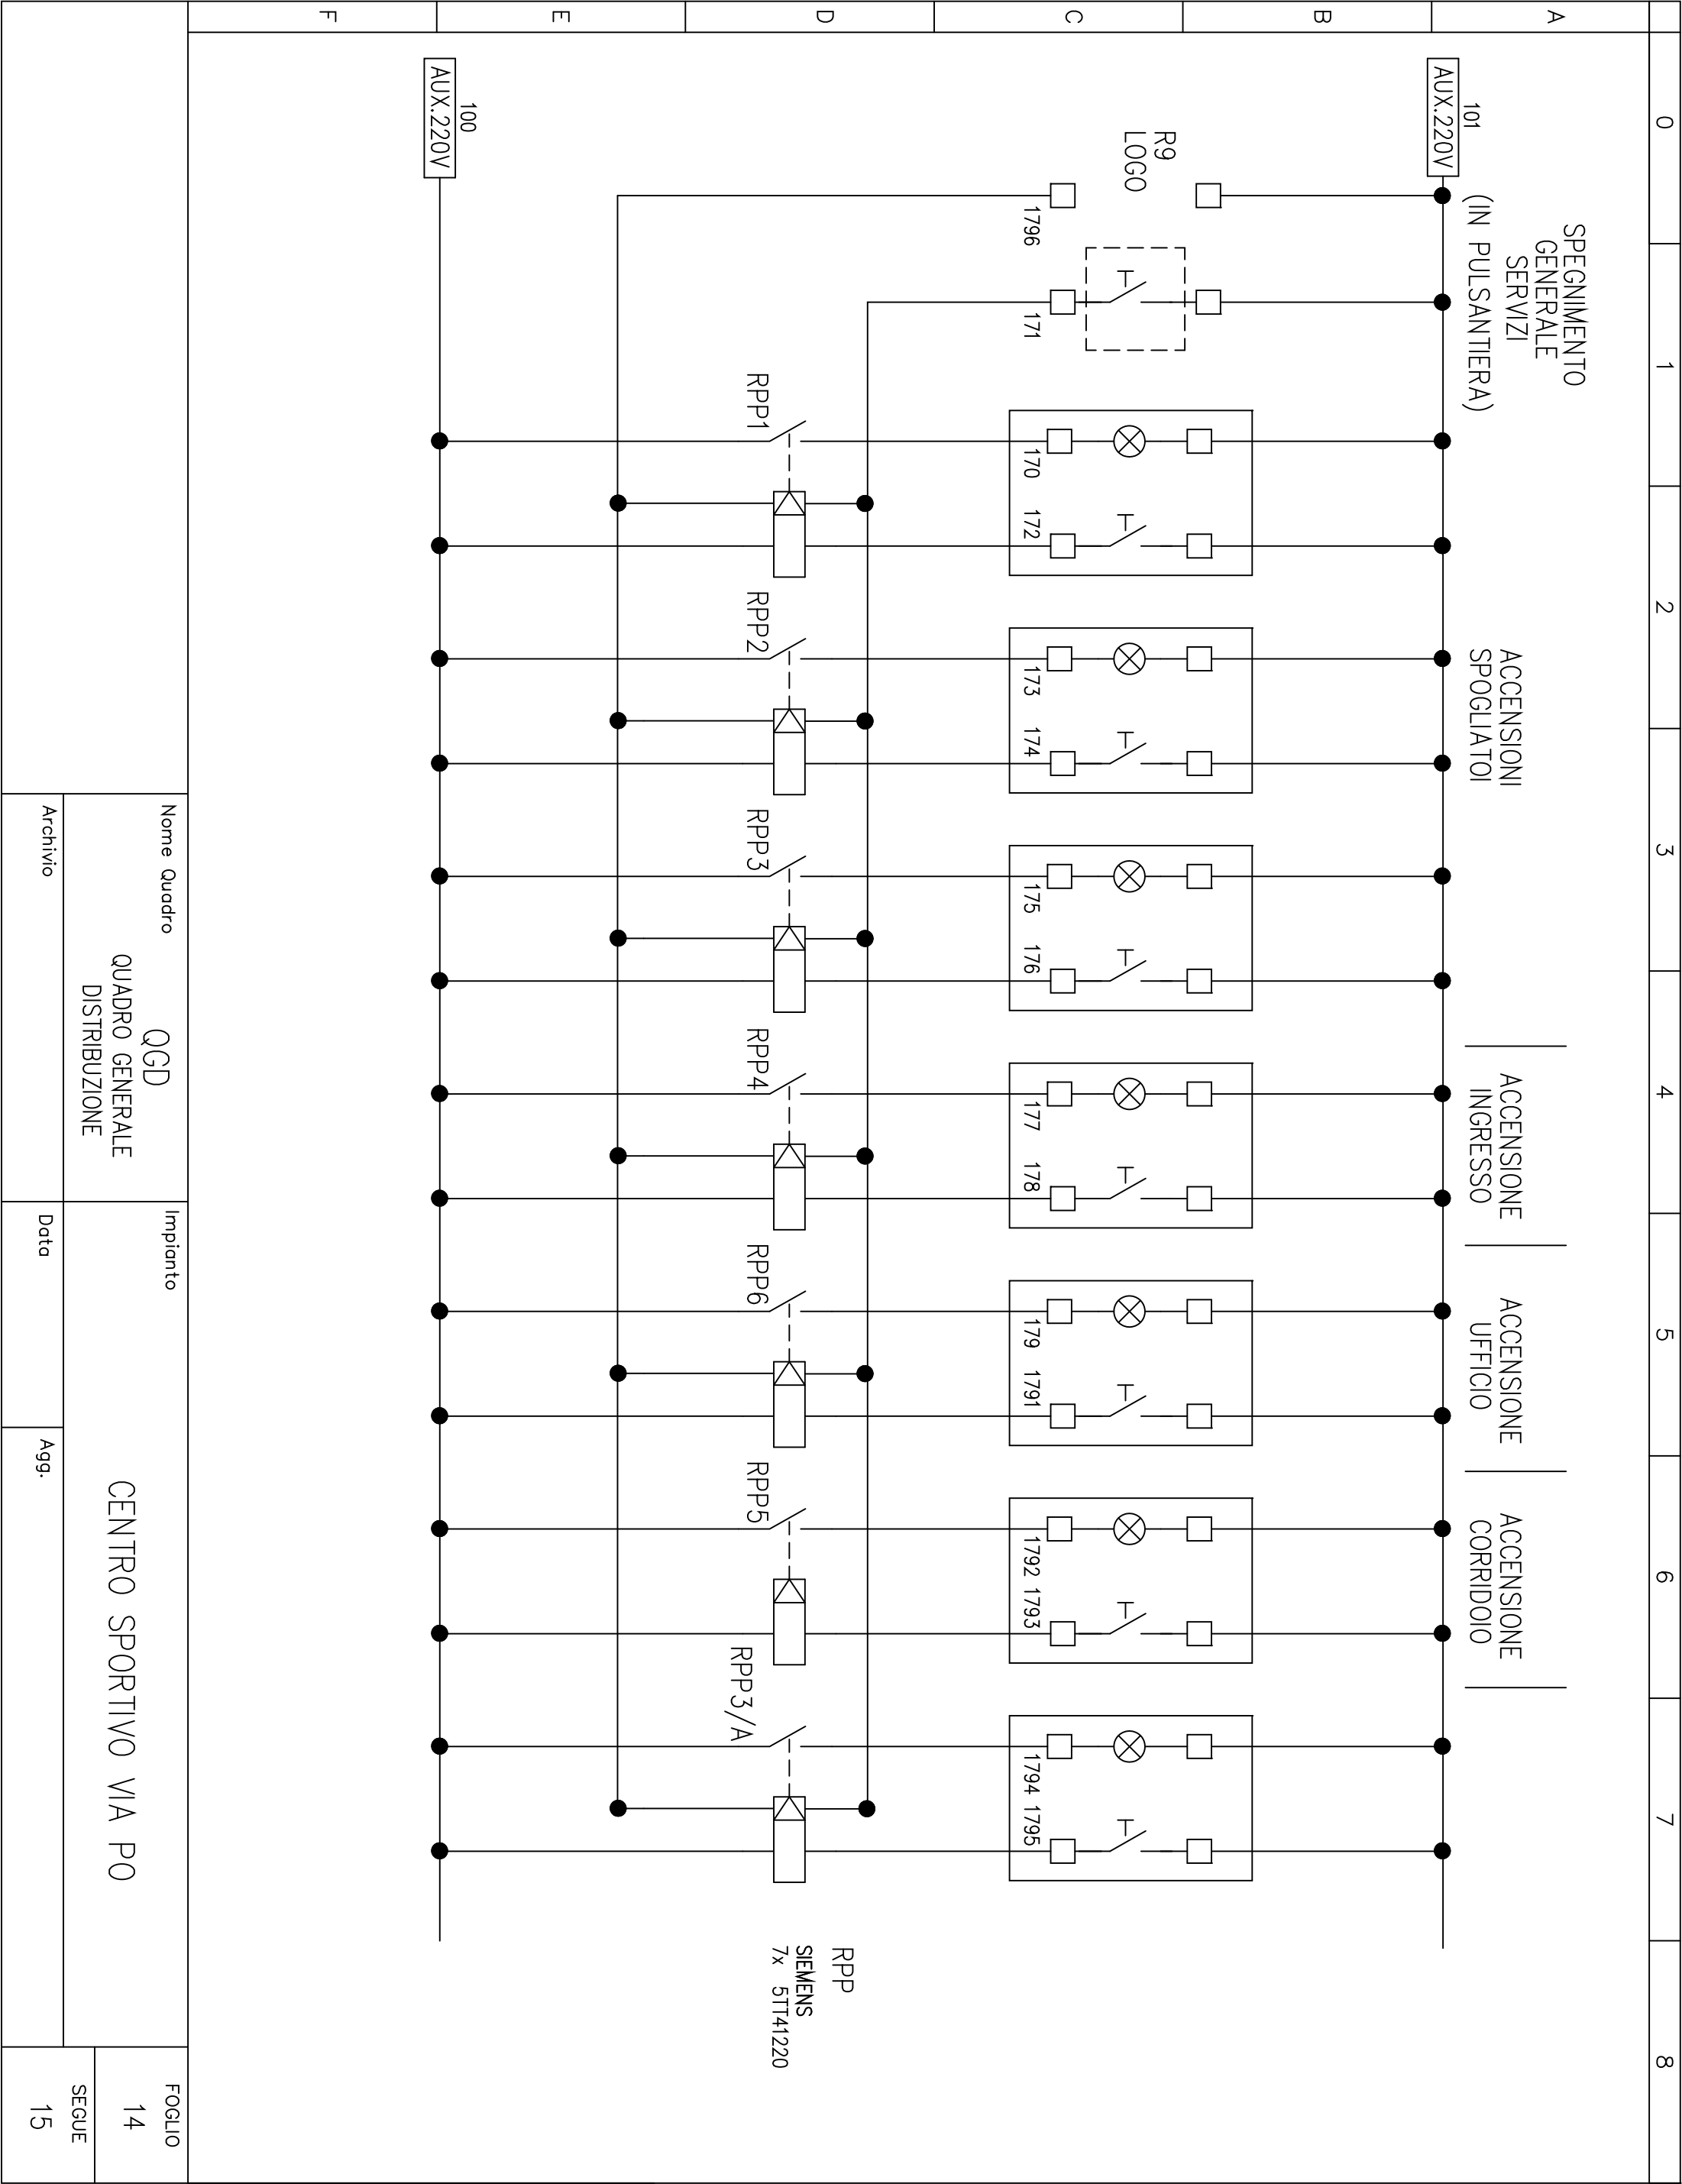 0 1 2 3 4 5 6 7 8
A
B
C
D
E
F
SPEGNIMENTO
GENERALE
SERVIZI
(IN PULSANTIERA)
ACCENSIONI
SPOGLIATOI
ACCENSIONE
INGRESSO
ACCENSIONE
UFFICIO
ACCENSIONE
CORRIDOIO
101
AUX.220V
R9
LOGO
1796 171 170 172 173 174 175 176 177 178 179 1791 1792 1793 1794 1795
RPP1 RPP2 RPP3 RPP4 RPP6 RPP5 RPP3/A
RPP
SIEMENS
7x 5TT41220
100
AUX.220V
Nome Quadro
QGD
QUADRO GENERALE
DISTRIBUZIONE
Archivio
Impianto
CENTRO SPORTIVO VIA PO
Data
Agg.
FOGLIO
14
SEGUE
15